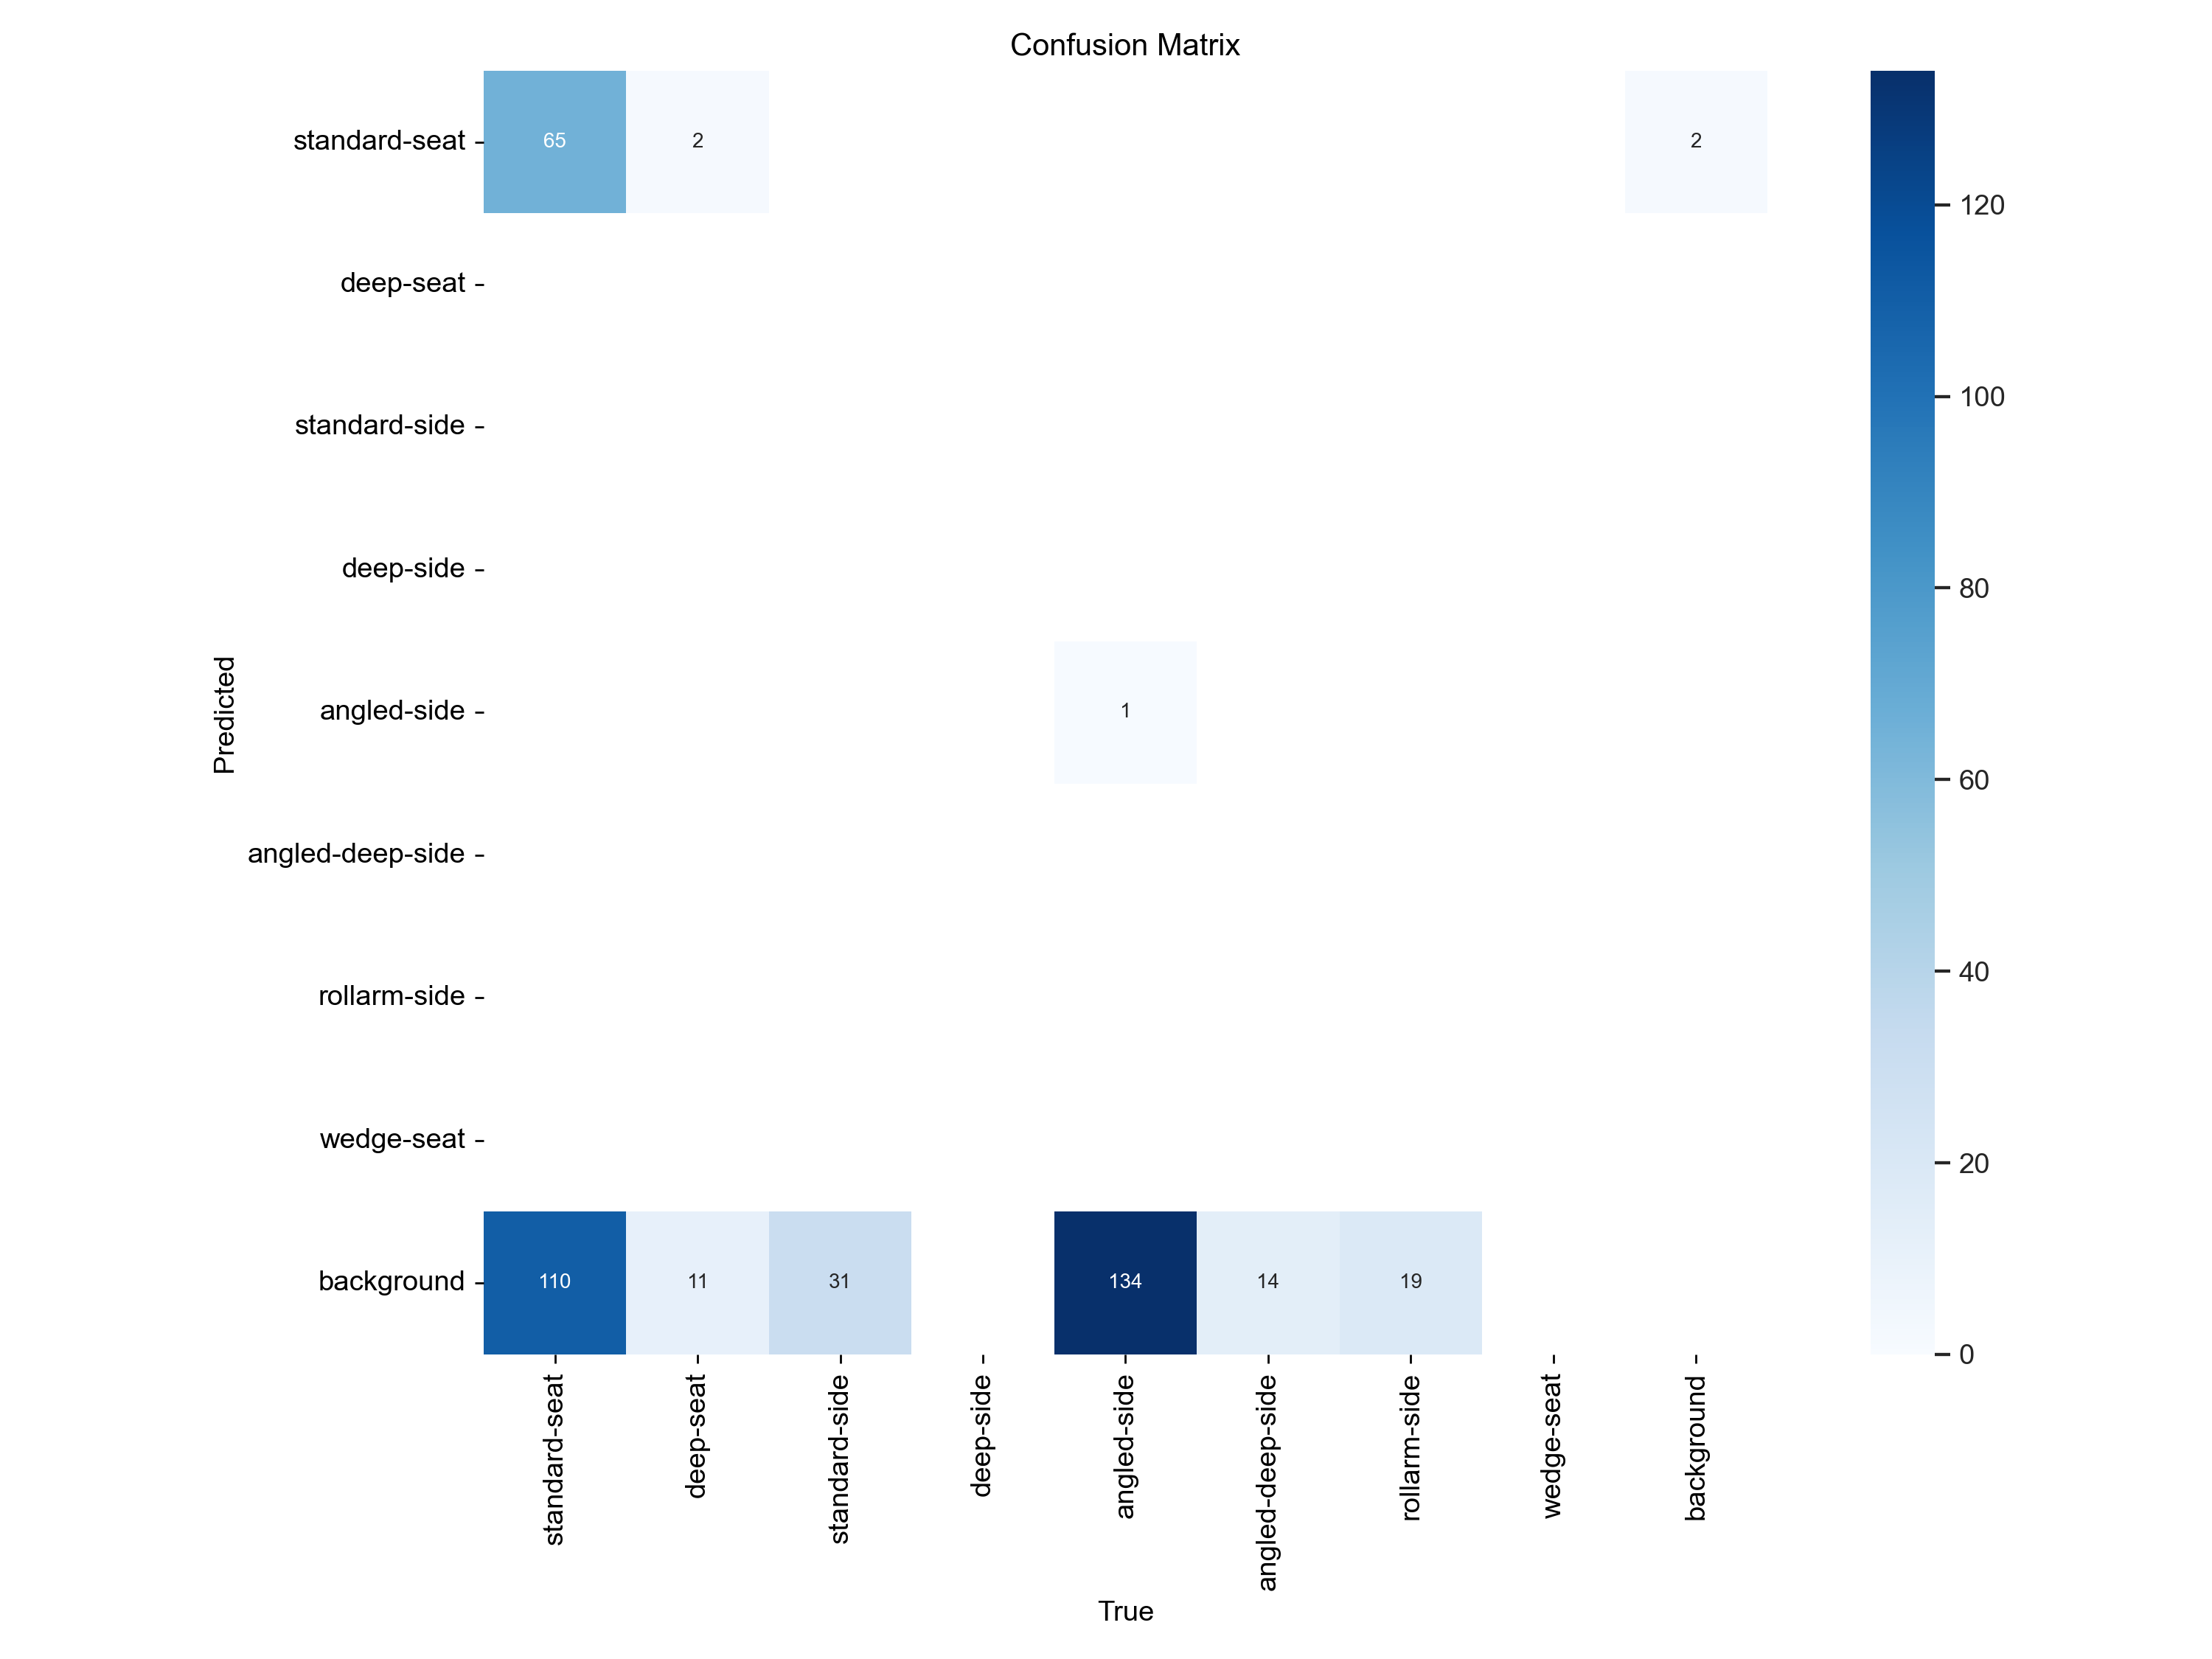 Confusion Matrix
standard-seat
65
2
2
deep-seat
standard-side
deep-side
angled-side
1
angled-deep-side
rollarm-side
wedge-seat
background
110
11
31
134
14
19
Predicted
standard-seat
deep-seat
standard-side
deep-side
angled-side
angled-deep-side
rollarm-side
wedge-seat
background
True
120
100
80
60
40
20
0